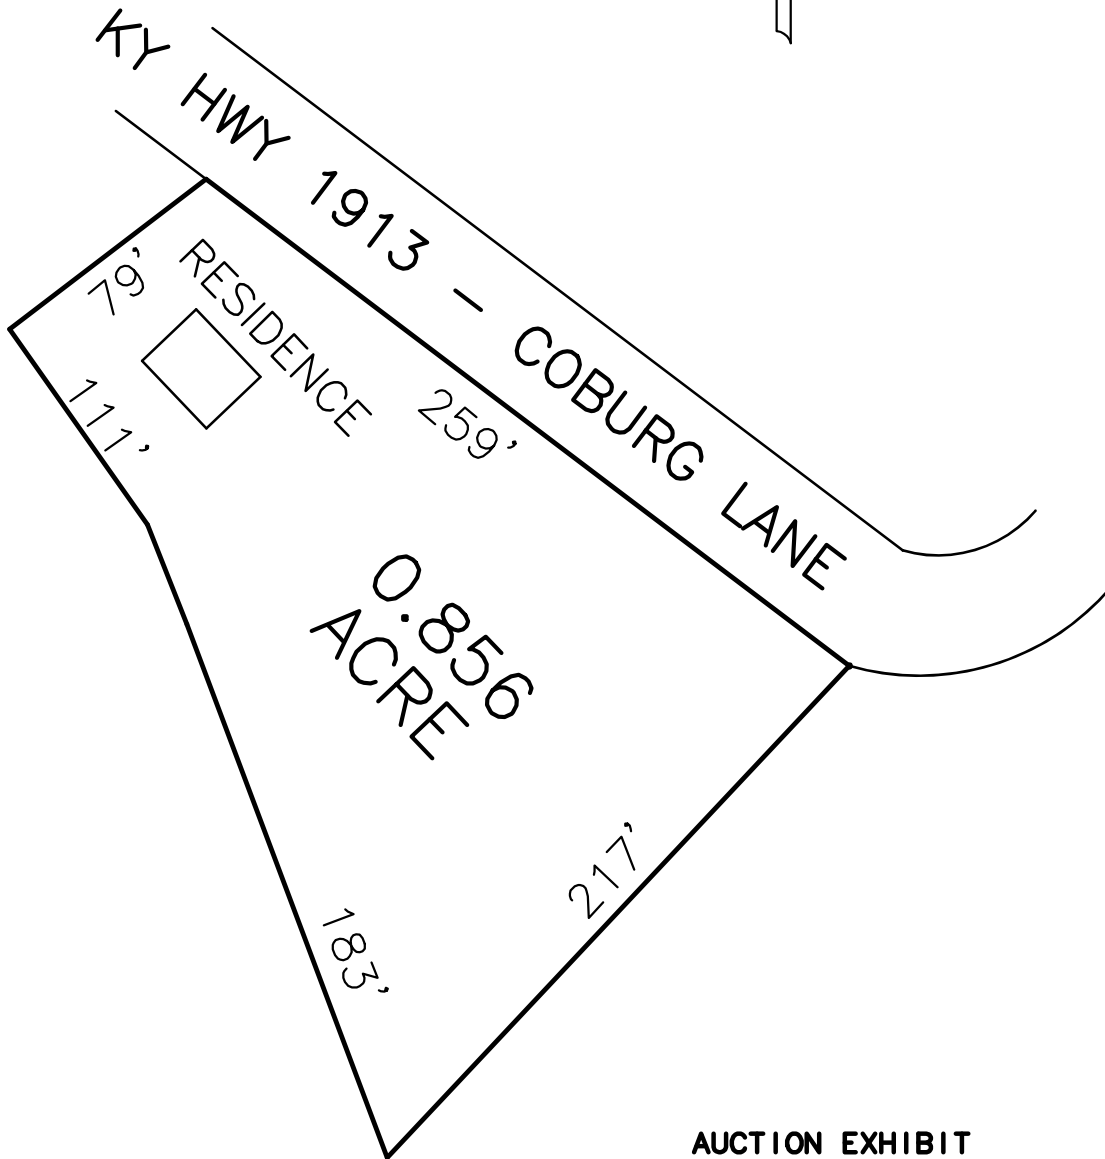 KY HWY 1913 - COBURG LANE
79'
RESIDENCE
111'
259'
0.856
ACRE
217'
183'
AUCTION EXHIBIT